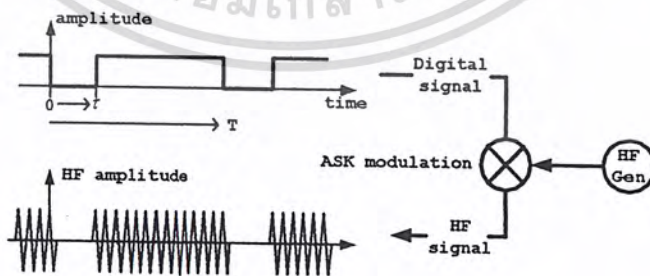 amplitude
0 τ
time
T
HF amplitude
Digital
signal
ASK modulation
HF
Gen
HF
signal